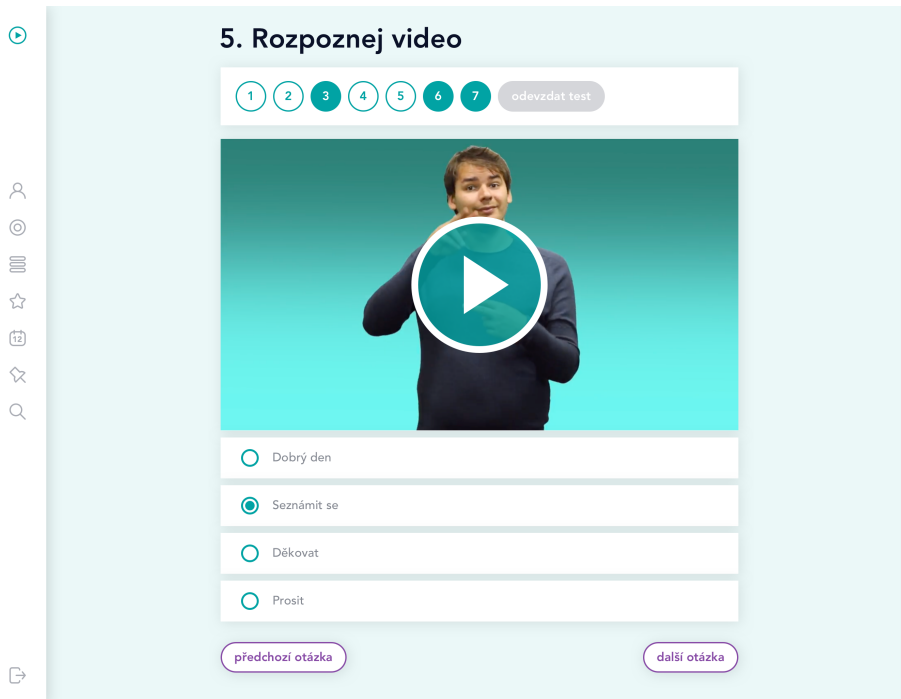 5. Rozpoznej video
1 2 3 4 5 6 7 odevzdat test
12
Dobrý den
Seznámit se
Děkovat
Prosit
předchozí otázka další otázka